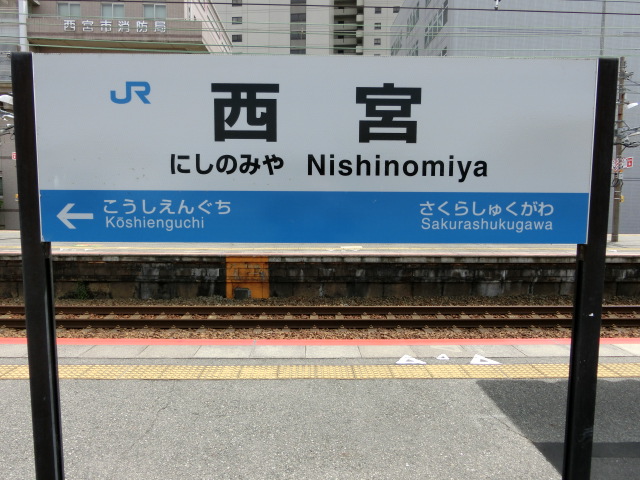 西宮市消防局
JR 西宮
にしのみや Nishinomiya
← こうしえんぐち さくらしゅくがわ
Kōshienguchi Sakurashukugawa